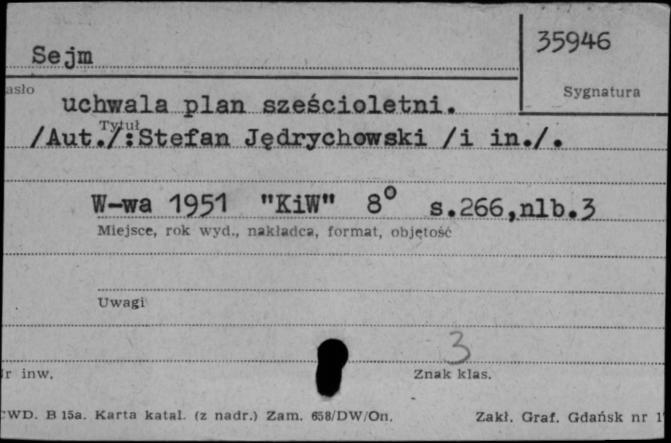 35946
Sejm
asło
Sygnatura
uchwala plan sześcioletni.
Tytuł
/Aut./:Stefan Jędrychowski /i in./.
W-wa 1951 "KiW" 8° s.266,nlb.3
Miejsce, rok wyd., nakładca, format, objętość
Uwagi
3
r inw.
Znak klas.
WD. B 15a. Karta katal. (z nadr.) Zam. 658/DW/On.
Zakł. Graf. Gdańsk nr 1